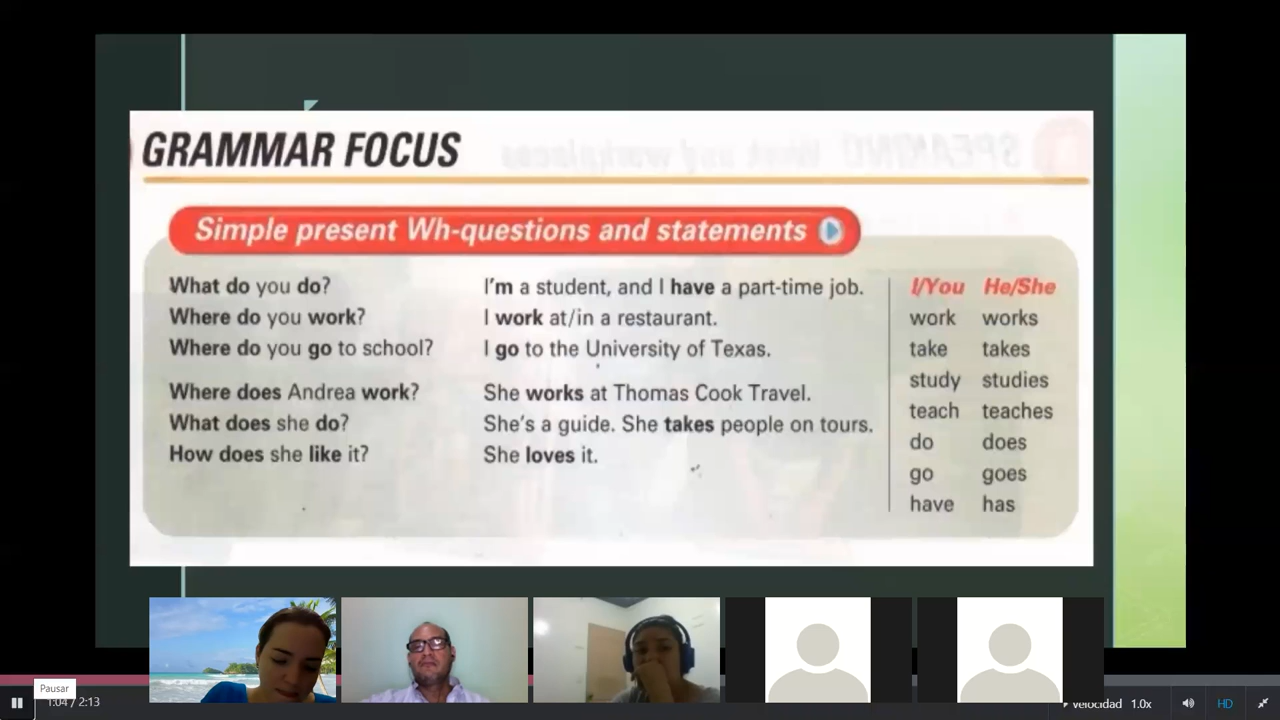 GRAMMAR FOCUS
Simple present Wh-questions and statements
What do you do? I'm a student, and I have a part-time job.
Where do you work? I work at/in a restaurant.
Where do you go to school? I go to the University of Texas.
Where does Andrea work? She works at Thomas Cook Travel.
What does she do? She's a guide. She takes people on tours.
How does she like it? She loves it.
I/You He/She
work works
take takes
study studies
teach teaches
do does
go goes
have has
Pausar
1:04 / 2:13
Velocidad 1.0x
HD